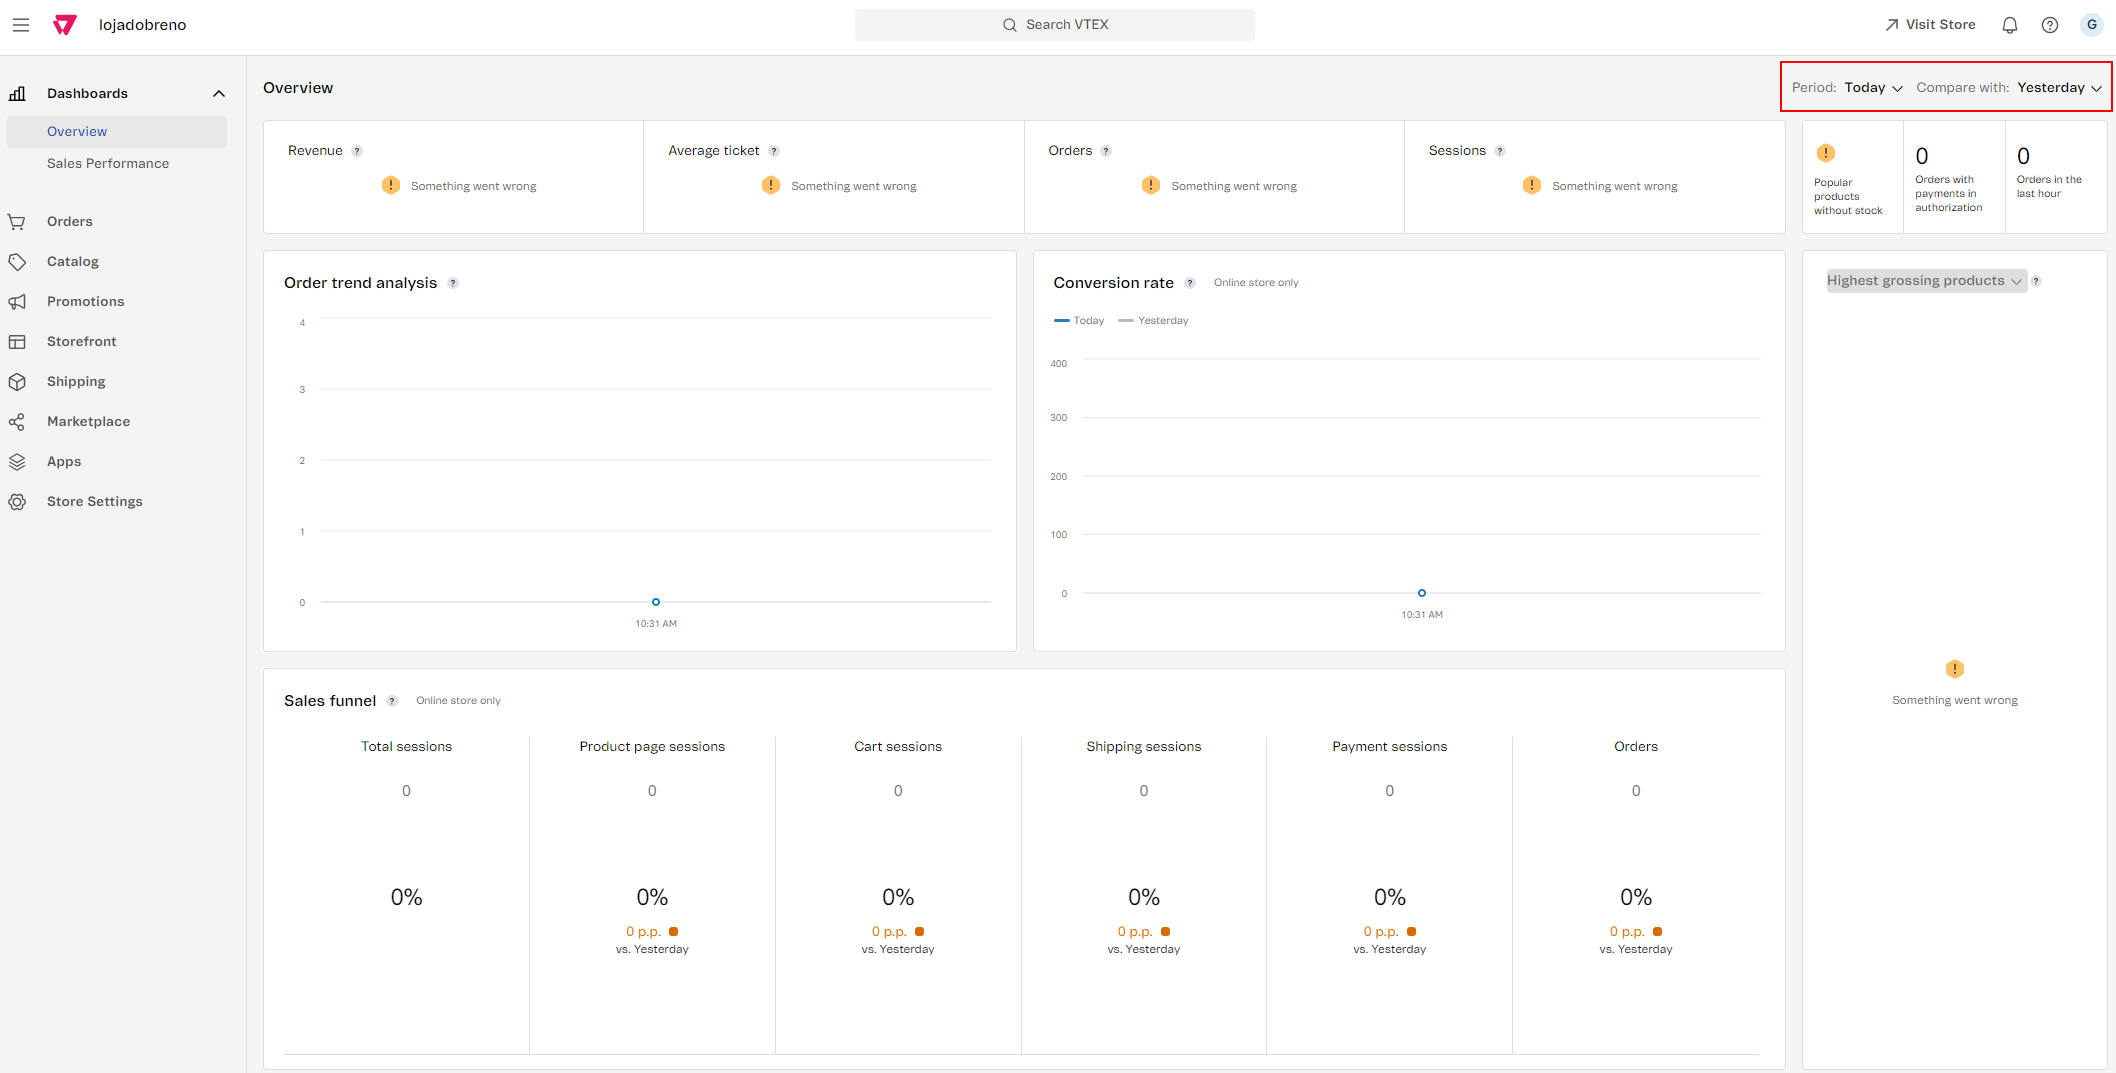 lojadobreno
Search VTEX
Visit Store
G
Dashboards
Overview
Sales Performance
Orders
Catalog
Promotions
Storefront
Shipping
Marketplace
Apps
Store Settings
Overview
Period: Today Compare with: Yesterday
Revenue ?
! Something went wrong
Average ticket ?
! Something went wrong
Orders ?
! Something went wrong
Sessions ?
! Something went wrong
!
Popular
products
without stock
0
Orders with
payments in
authorization
0
Orders in the
last hour
Order trend analysis ?
4
3
2
1
0
10:31 AM
Conversion rate ? Online store only
Today Yesterday
400
300
200
100
0
10:31 AM
Highest grossing products ?
!
Something went wrong
Sales funnel ? Online store only
Total sessions
0
0%
Product page sessions
0
0%
0 p.p.
vs. Yesterday
Cart sessions
0
0%
0 p.p.
vs. Yesterday
Shipping sessions
0
0%
0 p.p.
vs. Yesterday
Payment sessions
0
0%
0 p.p.
vs. Yesterday
Orders
0
0%
0 p.p.
vs. Yesterday